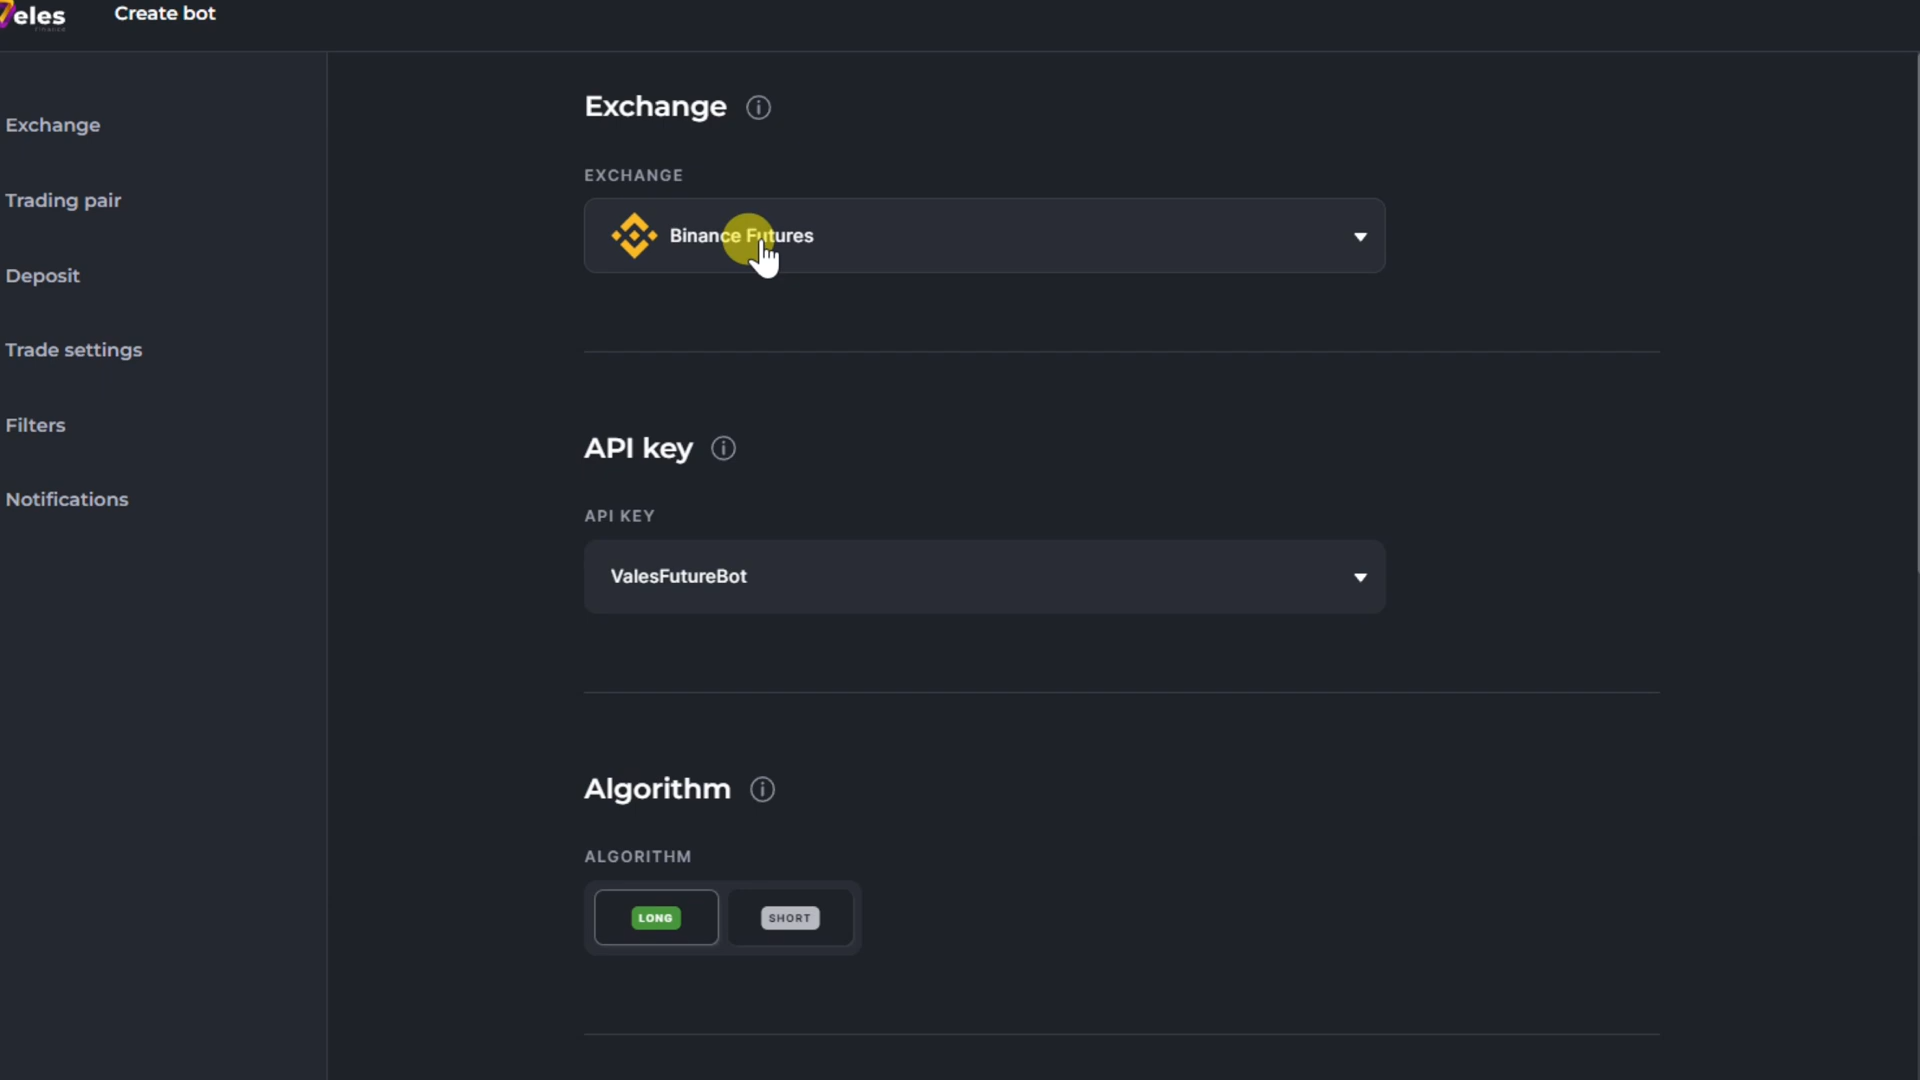 Veles
FINANCE
Create bot
Exchange
Trading pair
Deposit
Trade settings
Filters
Notifications
Exchange
EXCHANGE
Binance Futures
API key
API KEY
ValesFutureBot
Algorithm
ALGORITHM
LONG
SHORT